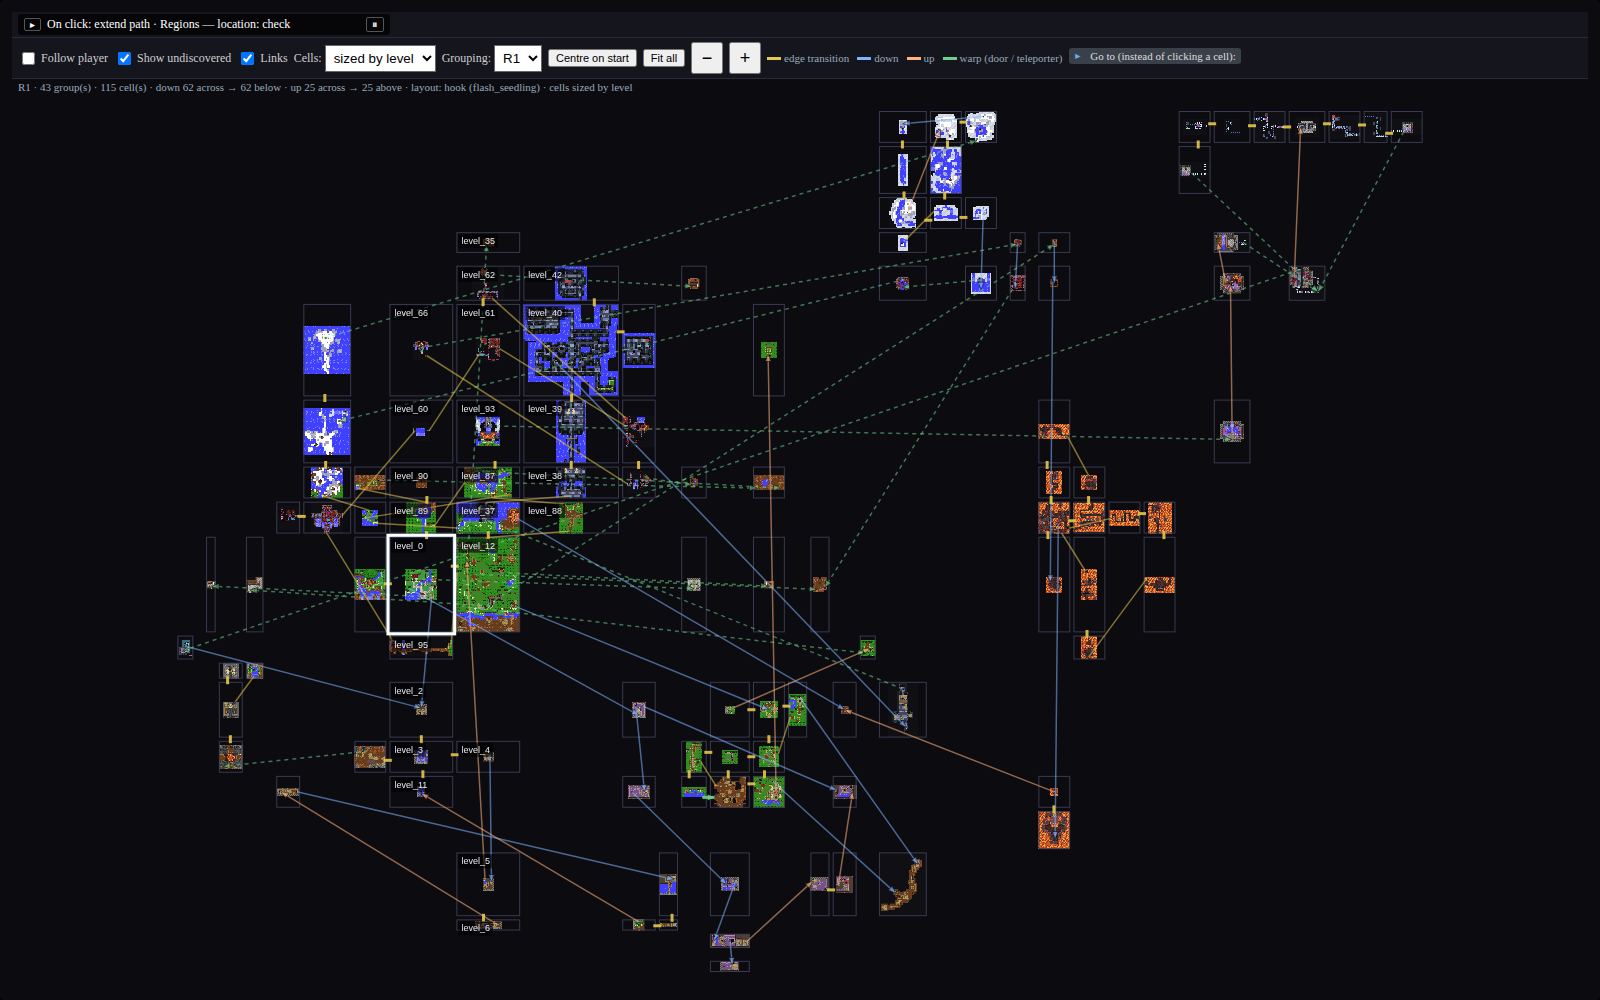 On click: extend path · Regions — location: check
Follow player Show undiscovered Links Cells: sized by level Grouping: R1 Centre on start Fit all − + edge transition down up warp (door / teleporter) Go to (instead of clicking a cell):
R1 · 43 group(s) · 115 cell(s) · down 62 across → 62 below · up 25 across → 25 above · layout: hook (flash_seedling) · cells sized by level
level_35
level_62 level_42
level_66 level_61 level_40
level_60 level_93 level_39
level_90 level_87 level_38
level_89 level_37 level_88
level_0 level_12
level_95
level_2
level_3 level_4
level_11
level_5
level_6